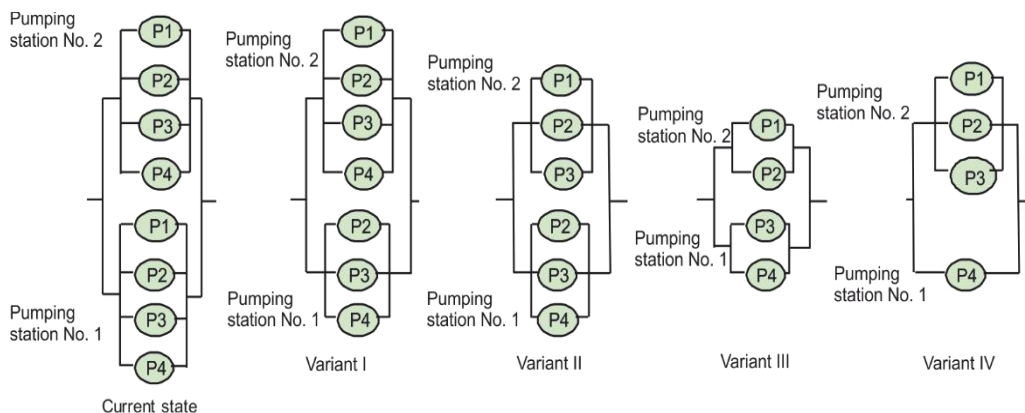 Pumping
station No. 2
P1
P2
P3
P4
P1
P2
P3
P4
Pumping
station No. 1
Current state
Pumping
station No. 2
P1
P2
P3
P4
P2
P3
P4
Pumping
station No. 1
Variant I
Pumping
station No. 2
P1
P2
P3
P2
P3
P4
Pumping
station No. 1
Variant II
Pumping
station No. 2
P1
P2
P3
P4
Pumping
station No. 1
Variant III
Pumping
station No. 2
P1
P2
P3
P4
Pumping
station No. 1
Variant IV